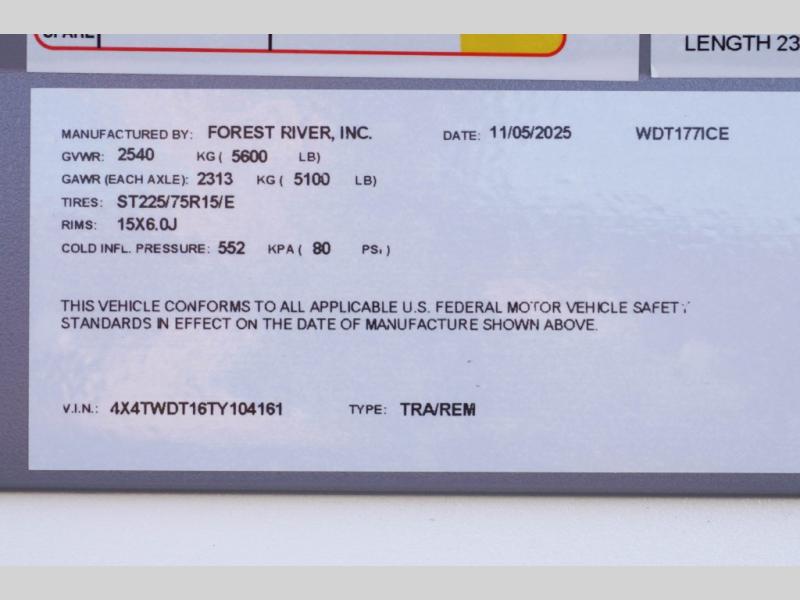 SPARE
LENGTH 23
MANUFACTURED BY: FOREST RIVER, INC. DATE: 11/05/2025 WDT177ICE
GVWR: 2540 KG ( 5600 LB)
GAWR (EACH AXLE): 2313 KG ( 5100 LB)
TIRES: ST225/75R15/E
RIMS: 15X6.0J
COLD INFL. PRESSURE: 552 KPA ( 80 PSI )
THIS VEHICLE CONFORMS TO ALL APPLICABLE U.S. FEDERAL MOTOR VEHICLE SAFETY
STANDARDS IN EFFECT ON THE DATE OF MANUFACTURE SHOWN ABOVE.
V.I.N.: 4X4TWDT16TY104161 TYPE: TRA/REM